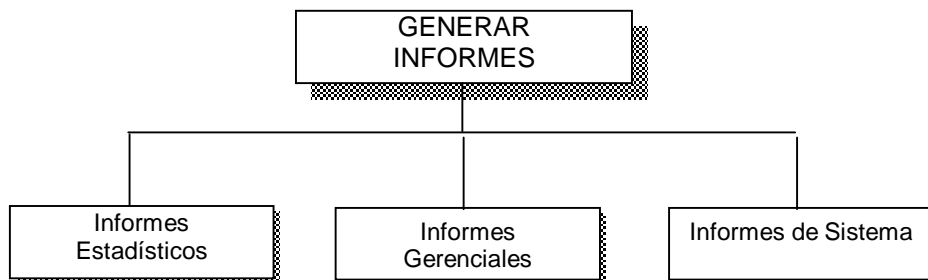 GENERAR
INFORMES
Informes
Estadísticos
Informes
Gerenciales
Informes de Sistema